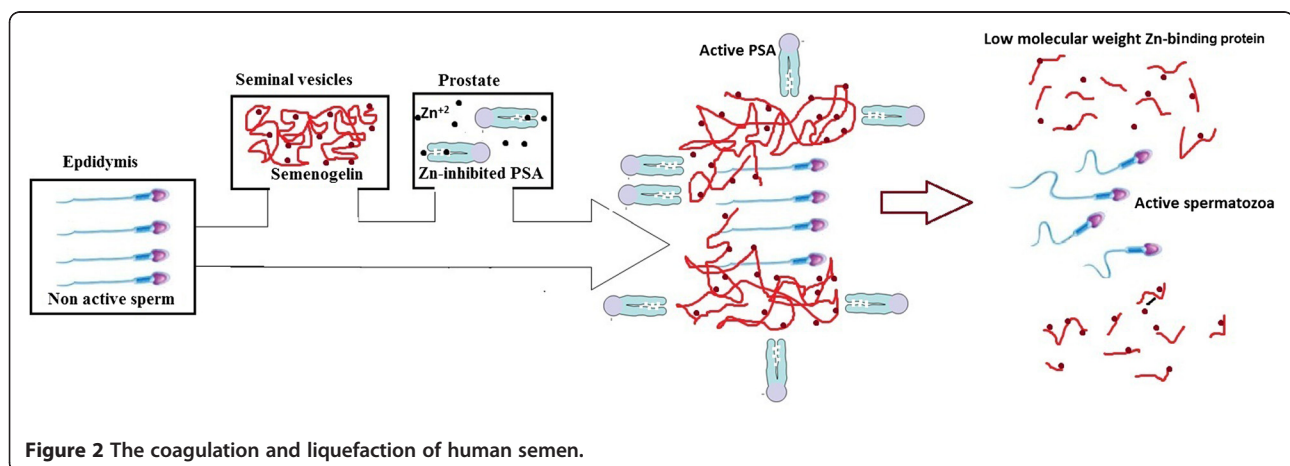 Epdidymis
Non active sperm
Seminal vesicles
Semenogelin
Prostate
Zn+2
Zn-inhibited PSA
Active PSA
Low molecular weight Zn-binding protein
Active spermatozoa
Figure 2 The coagulation and liquefaction of human semen.